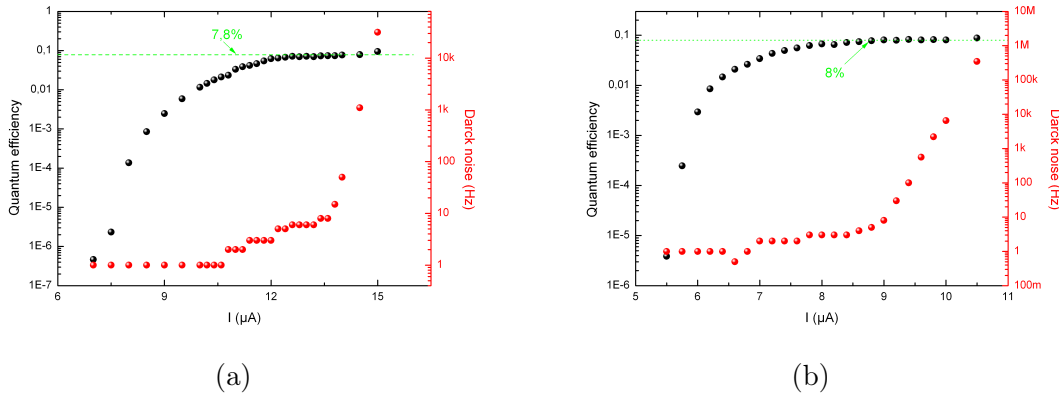 1
0,1
0,01
1E-3
1E-4
1E-5
1E-6
1E-7
Quantum efficiency
7,8%
10k
1k
100
10
1
Darck noise (Hz)
6
9
12
15
I (µA)
(a)
0.1
0.01
1E-3
1E-4
1E-5
1E-6
Quantum efficiency
8%
10M
1M
100k
10k
1k
100
10
1
100m
Darck noise (Hz)
5
6
7
8
9
10
11
I (µA)
(b)